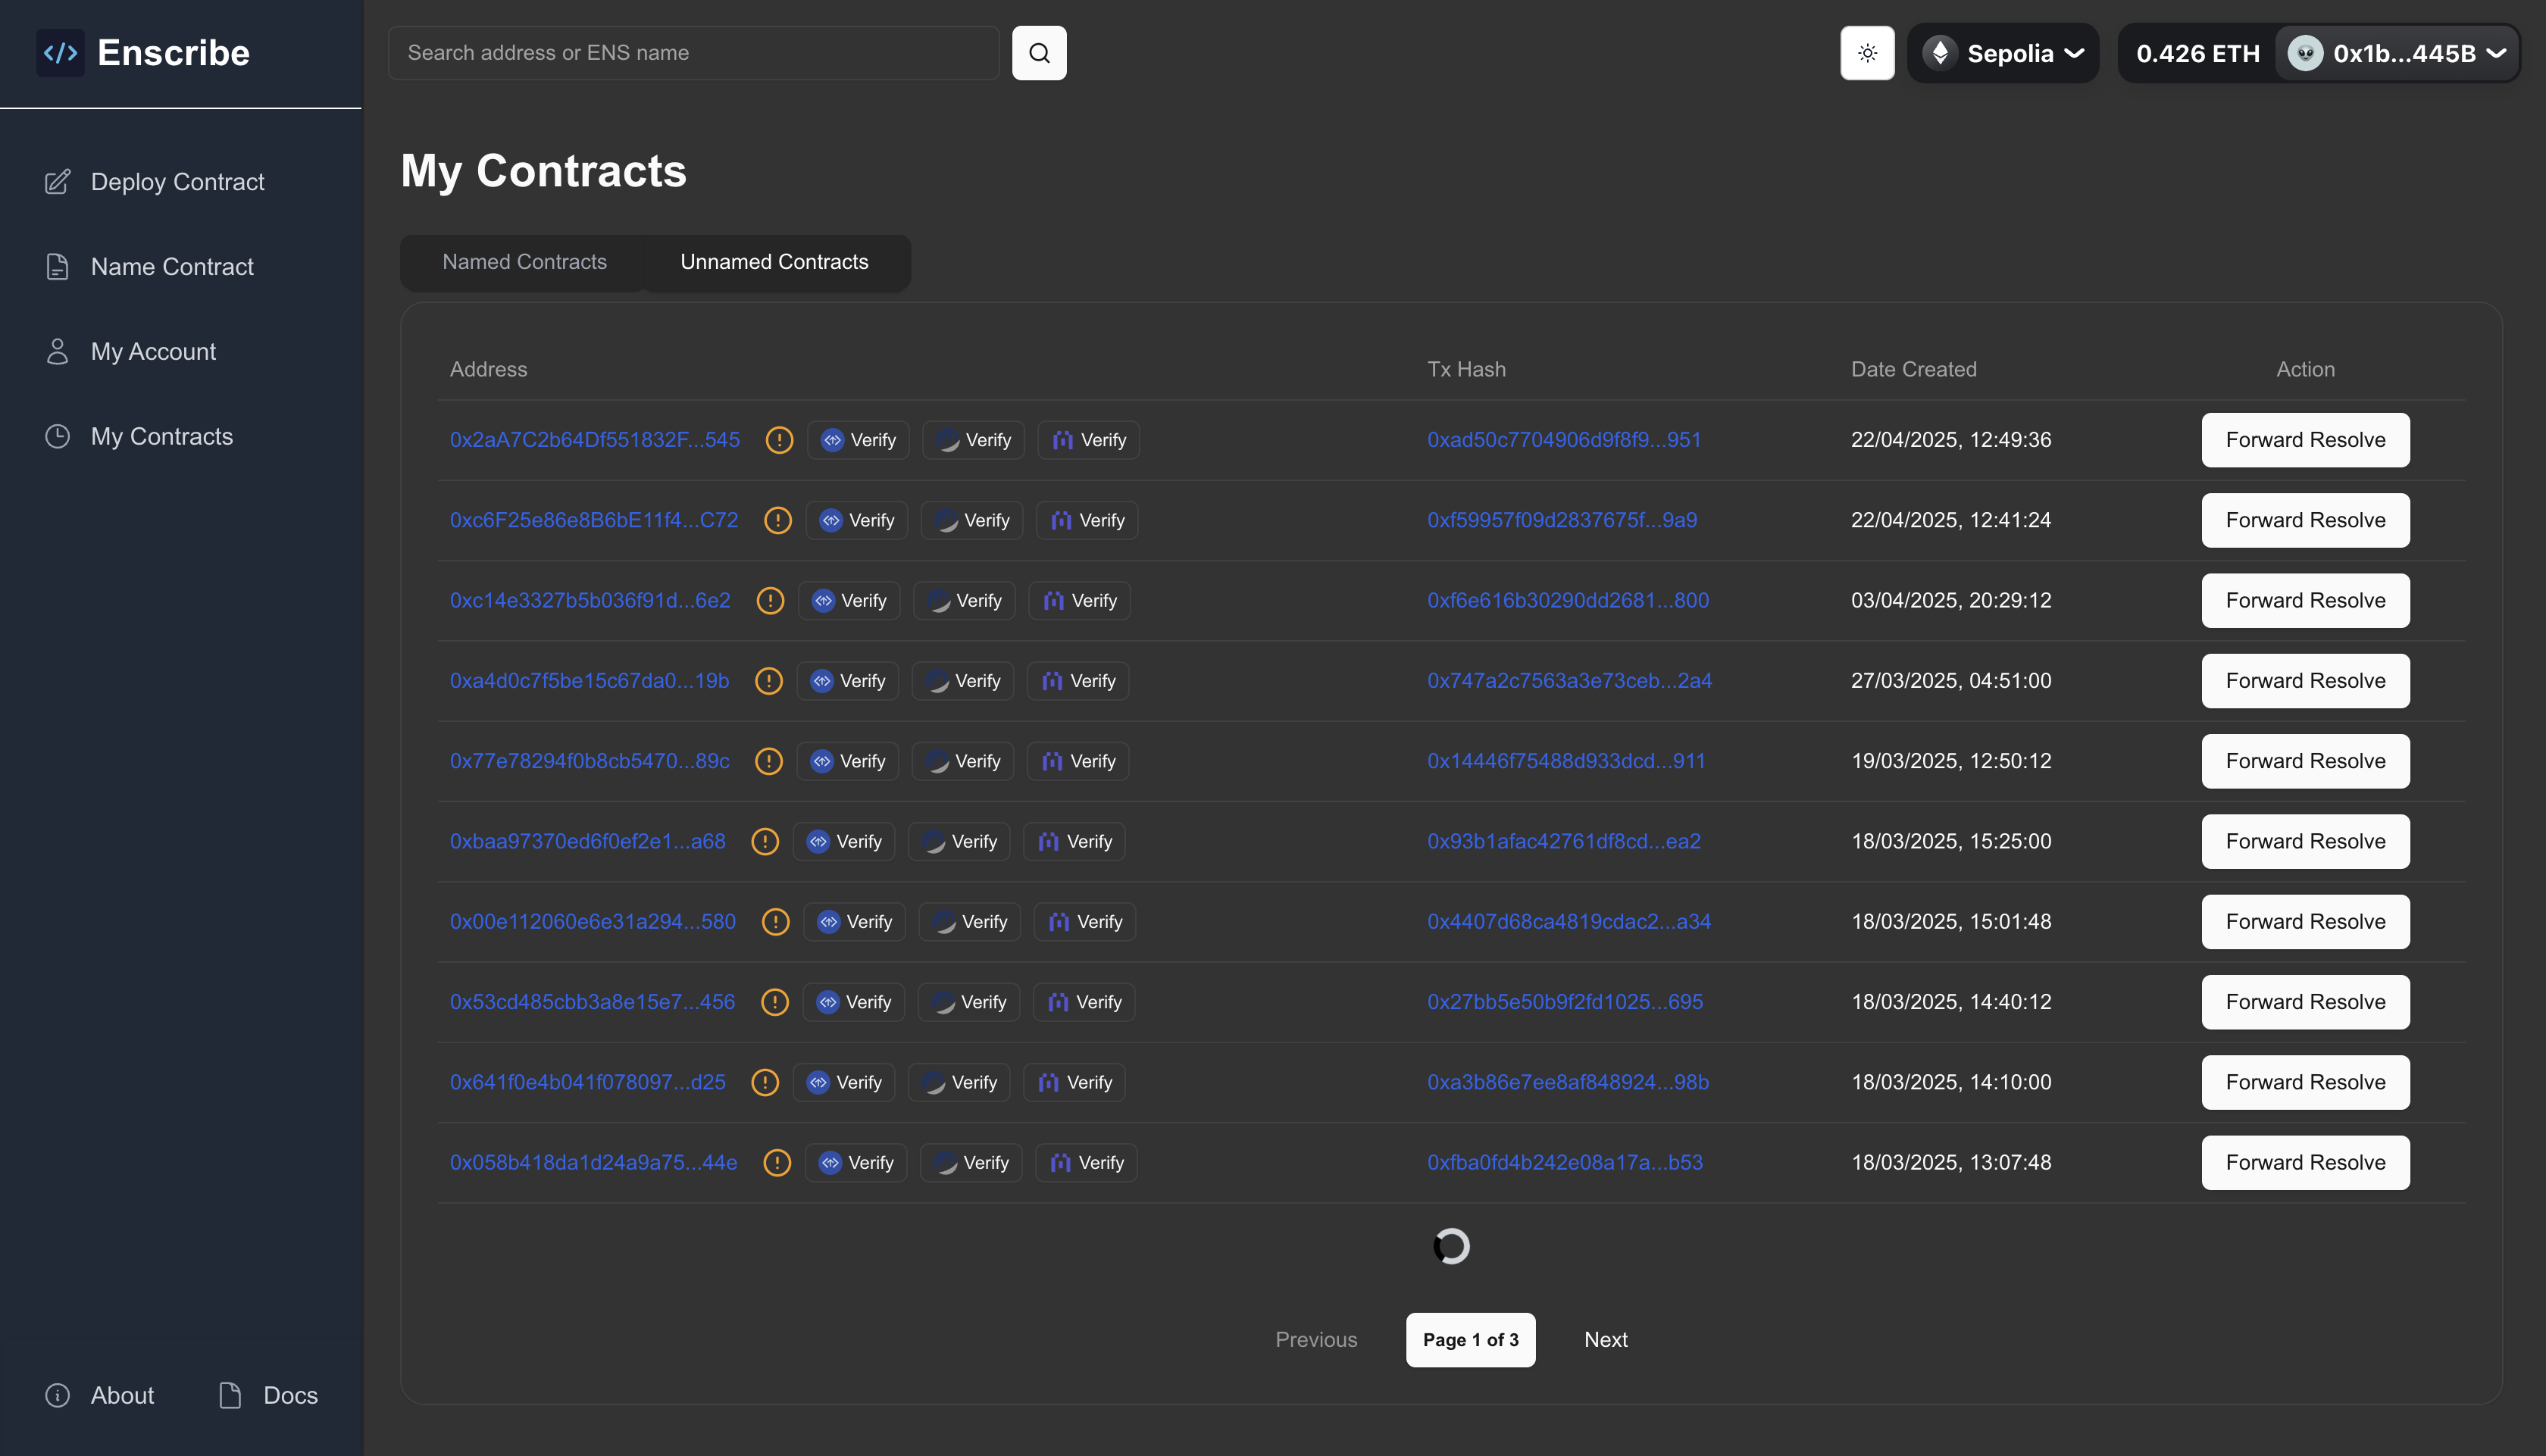 Enscribe
Search address or ENS name
Sepolia
0.426 ETH
0x1b...445B
Deploy Contract
Name Contract
My Account
My Contracts
My Contracts
Named Contracts
Unnamed Contracts
Address Tx Hash Date Created Action
0x2aA7C2b64Df551832F...545 Verify Verify Verify 0xad50c7704906d9f8f9...951 22/04/2025, 12:49:36 Forward Resolve
0xc6F25e86e8B6bE11f4...C72 Verify Verify Verify 0xf59957f09d2837675f...9a9 22/04/2025, 12:41:24 Forward Resolve
0xc14e3327b5b036f91d...6e2 Verify Verify Verify 0xf6e616b30290dd2681...800 03/04/2025, 20:29:12 Forward Resolve
0xa4d0c7f5be15c67da0...19b Verify Verify Verify 0x747a2c7563a3e73ceb...2a4 27/03/2025, 04:51:00 Forward Resolve
0x77e78294f0b8cb5470...89c Verify Verify Verify 0x14446f75488d933dcd...911 19/03/2025, 12:50:12 Forward Resolve
0xbaa97370ed6f0ef2e1...a68 Verify Verify Verify 0x93b1afac42761df8cd...ea2 18/03/2025, 15:25:00 Forward Resolve
0x00e112060e6e31a294...580 Verify Verify Verify 0x4407d68ca4819cdac2...a34 18/03/2025, 15:01:48 Forward Resolve
0x53cd485cbb3a8e15e7...456 Verify Verify Verify 0x27bb5e50b9f2fd1025...695 18/03/2025, 14:40:12 Forward Resolve
0x641f0e4b041f078097...d25 Verify Verify Verify 0xa3b86e7ee8af848924...98b 18/03/2025, 14:10:00 Forward Resolve
0x058b418da1d24a9a75...44e Verify Verify Verify 0xfba0fd4b242e08a17a...b53 18/03/2025, 13:07:48 Forward Resolve
Previous
Page 1 of 3
Next
About
Docs